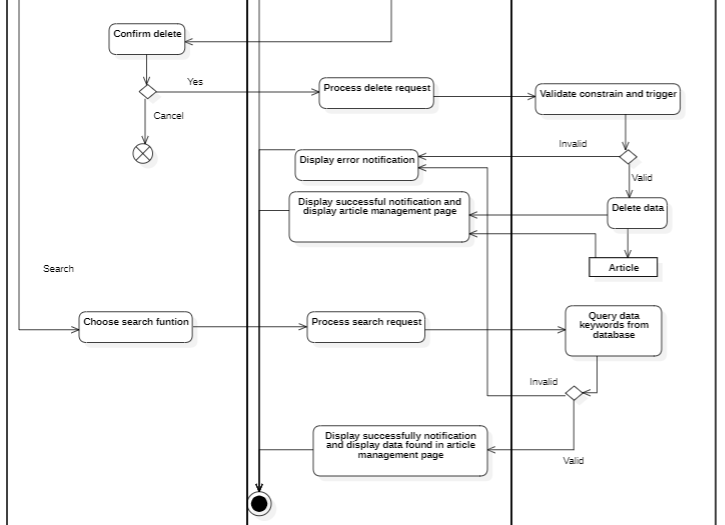 Confirm delete
Yes
Process delete request
Validate constrain and trigger
Cancel
Invalid
Display error notification
Valid
Display successful notification and
display article management page
Delete data
Article
Search
Choose search funtion
Process search request
Query data
keywords from
database
Invalid
Display successfully notification
and display data found in article
management page
Valid